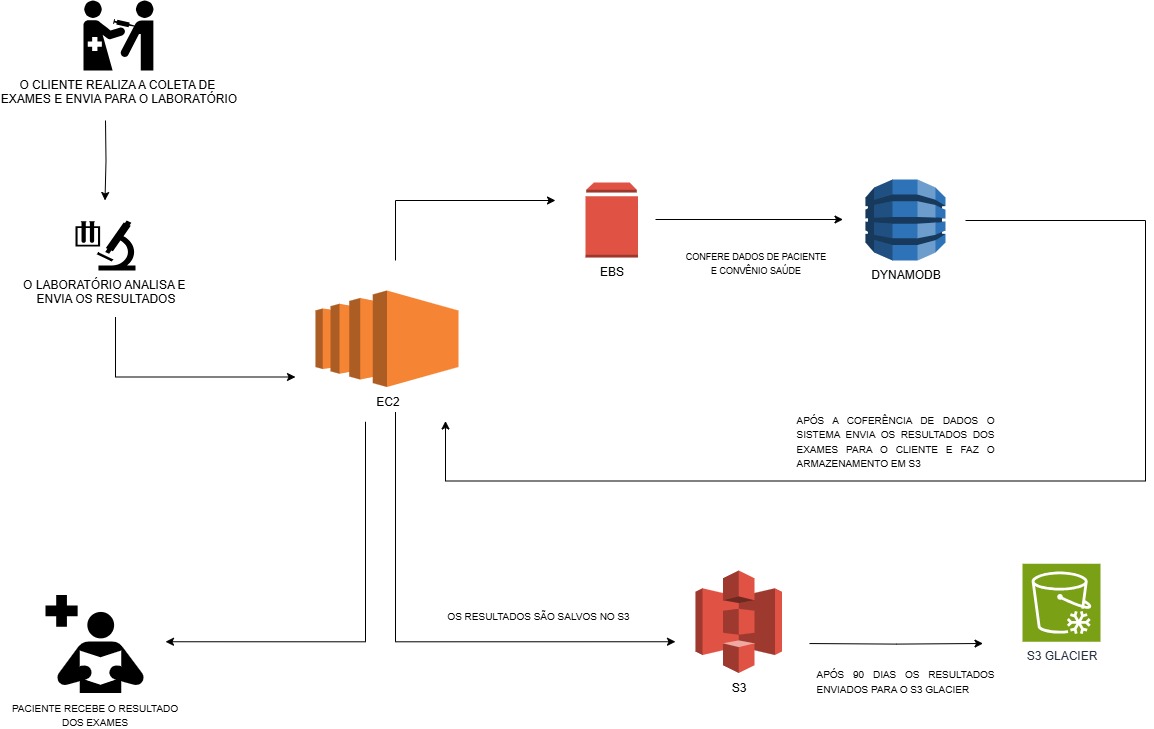 O CLIENTE REALIZA A COLETA DE
EXAMES E ENVIA PARA O LABORATÓRIO
O LABORATÓRIO ANALISA E
ENVIA OS RESULTADOS
EC2
EBS
CONFERE DADOS DE PACIENTE
E CONVÊNIO SAÚDE
DYNAMODB
APÓS A COFERÊNCIA DE DADOS O
SISTEMA ENVIA OS RESULTADOS DOS
EXAMES PARA O CLIENTE E FAZ O
ARMAZENAMENTO EM S3
OS RESULTADOS SÃO SALVOS NO S3
S3
APÓS 90 DIAS OS RESULTADOS
ENVIADOS PARA O S3 GLACIER
S3 GLACIER
PACIENTE RECEBE O RESULTADO
DOS EXAMES